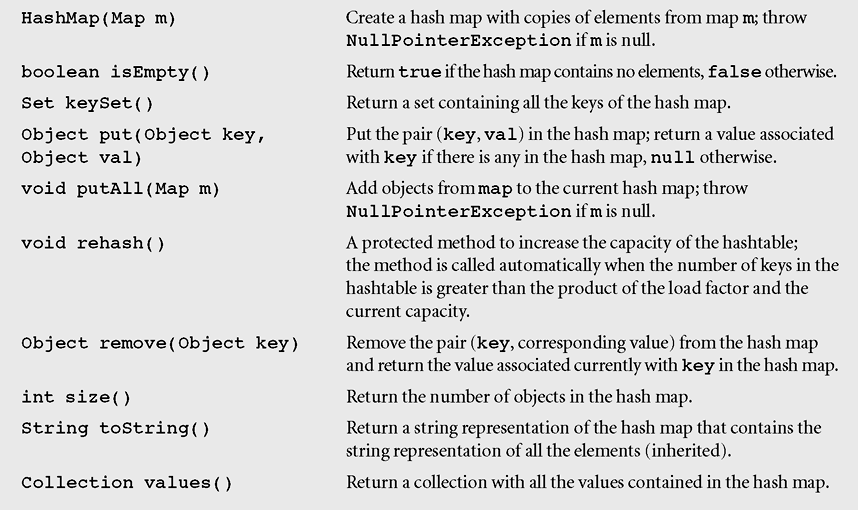 HashMap(Map m) Create a hash map with copies of elements from map m; throw
NullPointerException if m is null.
boolean isEmpty() Return true if the hash map contains no elements, false otherwise.
Set keySet() Return a set containing all the keys of the hash map.
Object put(Object key, Put the pair (key, val) in the hash map; return a value associated
Object val) with key if there is any in the hash map, null otherwise.
void putAll(Map m) Add objects from map to the current hash map; throw
NullPointerException if m is null.
void rehash() A protected method to increase the capacity of the hashtable;
the method is called automatically when the number of keys in the
hashtable is greater than the product of the load factor and the
current capacity.
Object remove(Object key) Remove the pair (key, corresponding value) from the hash map
and return the value associated currently with key in the hash map.
int size() Return the number of objects in the hash map.
String toString() Return a string representation of the hash map that contains the
string representation of all the elements (inherited).
Collection values() Return a collection with all the values contained in the hash map.